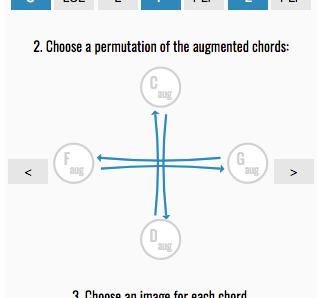 2. Choose a permutation of the augmented chords:
C aug
F aug
G aug
< >
D aug
3. Choose an image for each chord